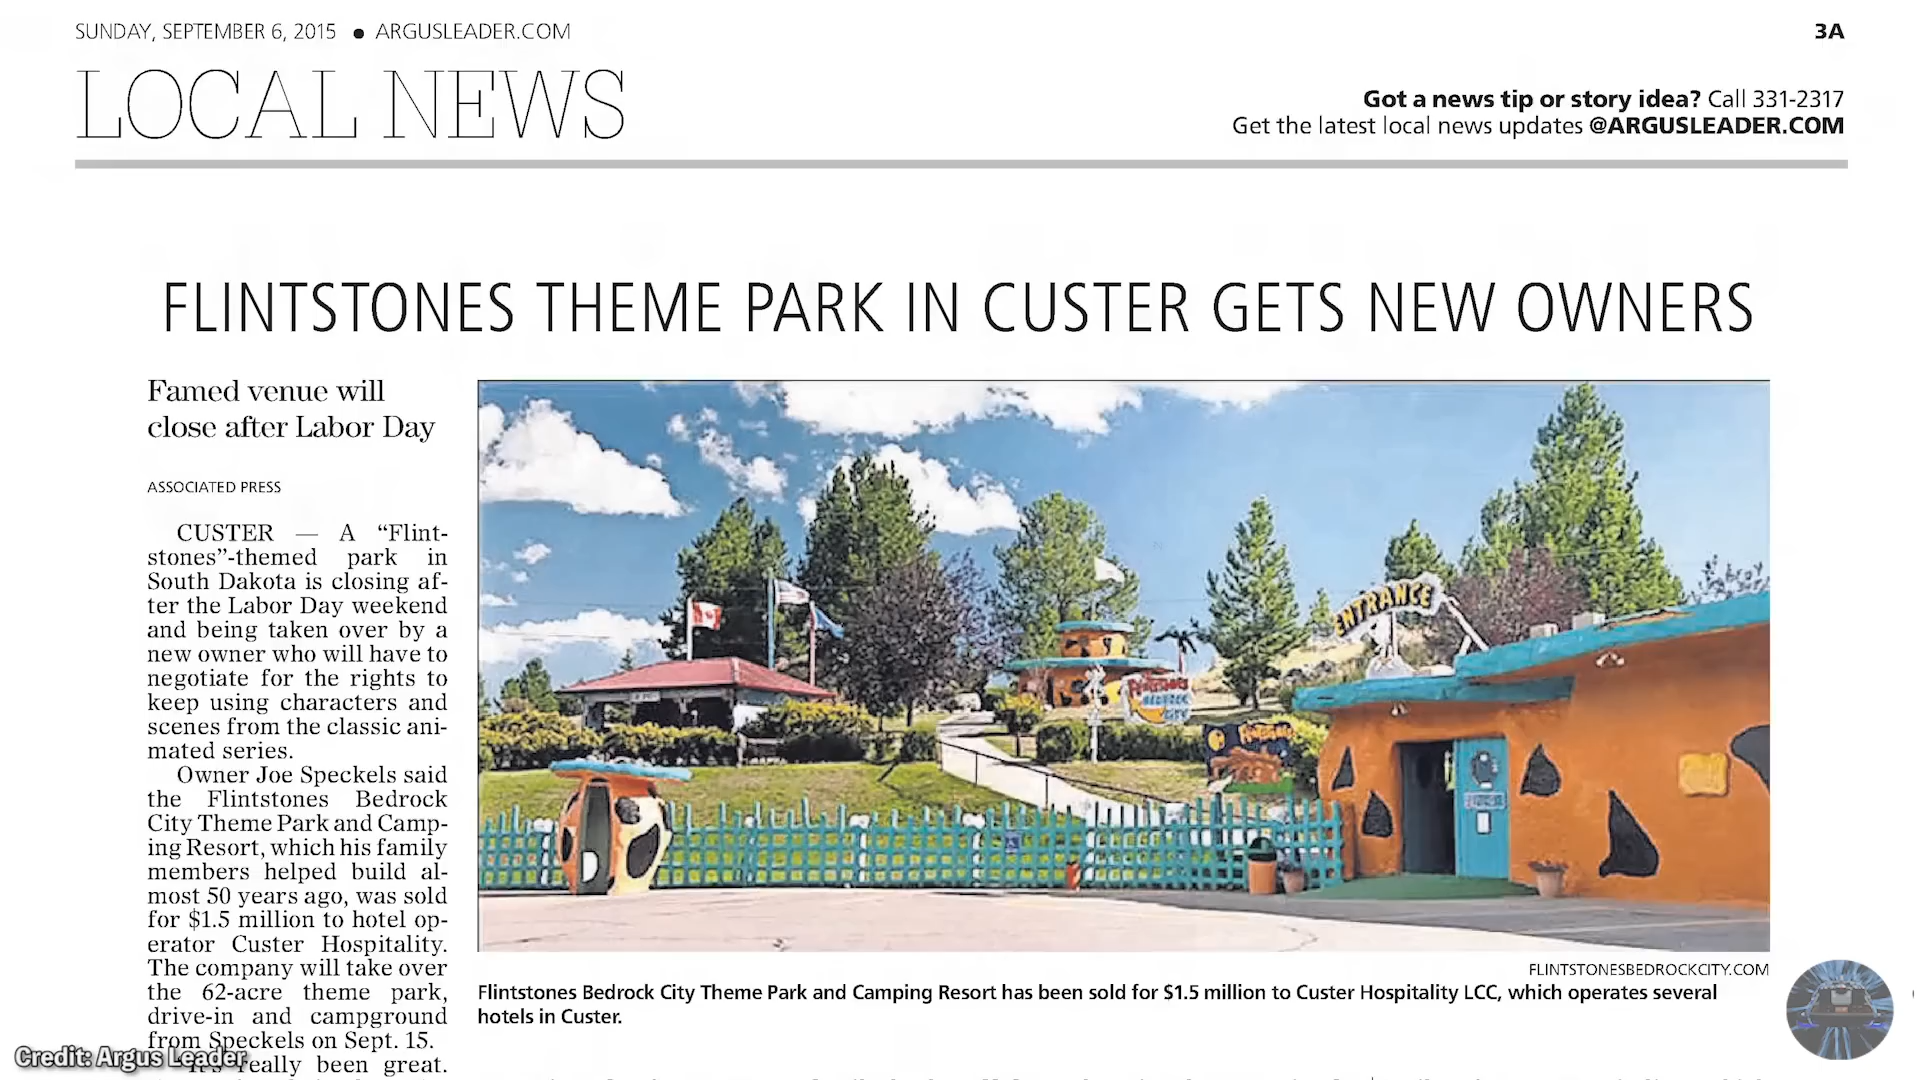 SUNDAY, SEPTEMBER 6, 2015 ● ARGUSLEADER.COM
3A
LOCAL NEWS
Got a news tip or story idea? Call 331-2317
Get the latest local news updates @ARGUSLEADER.COM
FLINTSTONES THEME PARK IN CUSTER GETS NEW OWNERS
Famed venue will
close after Labor Day
ASSOCIATED PRESS
CUSTER — A “Flint-
stones”-themed park in
South Dakota is closing af-
ter the Labor Day weekend
and being taken over by a
new owner who will have to
negotiate for the rights to
keep using characters and
scenes from the classic ani-
mated series.
Owner Joe Speckels said
the Flintstones Bedrock
City Theme Park and Camp-
ing Resort, which his family
members helped build al-
most 50 years ago, was sold
for $1.5 million to hotel op-
erator Custer Hospitality.
The company will take over
the 62-acre theme park,
drive-in and campground
from Speckels on Sept. 15.
really been great.
ENTRANCE
Flintstones
BEDROCK
CITY
FLINTSTONESBEDROCKCITY.COM
Flintstones Bedrock City Theme Park and Camping Resort has been sold for $1.5 million to Custer Hospitality LCC, which operates several
hotels in Custer.
Credit: Argus Leader